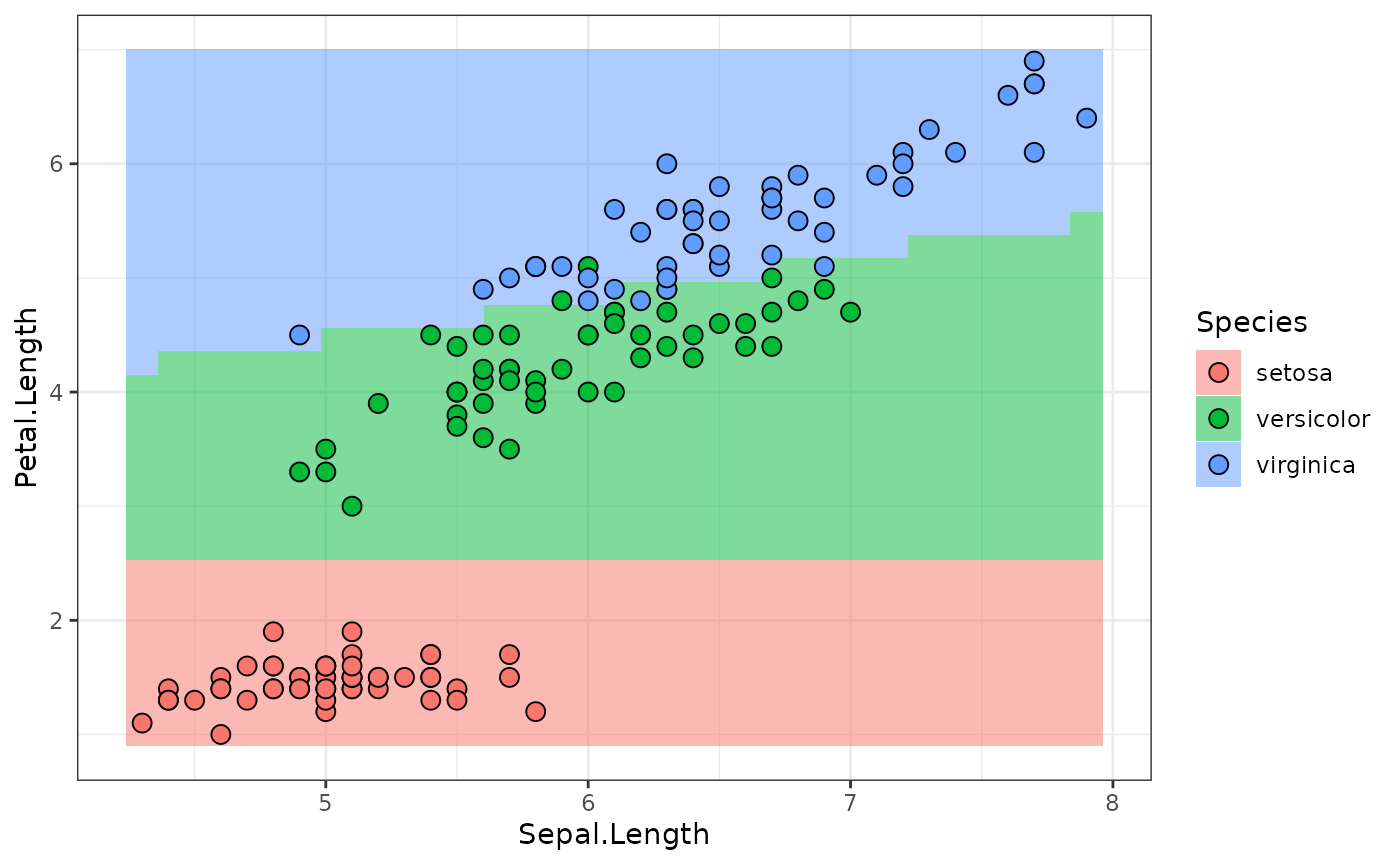 6
4
2
Petal.Length
5 6 7 8
Sepal.Length
Species
setosa
versicolor
virginica